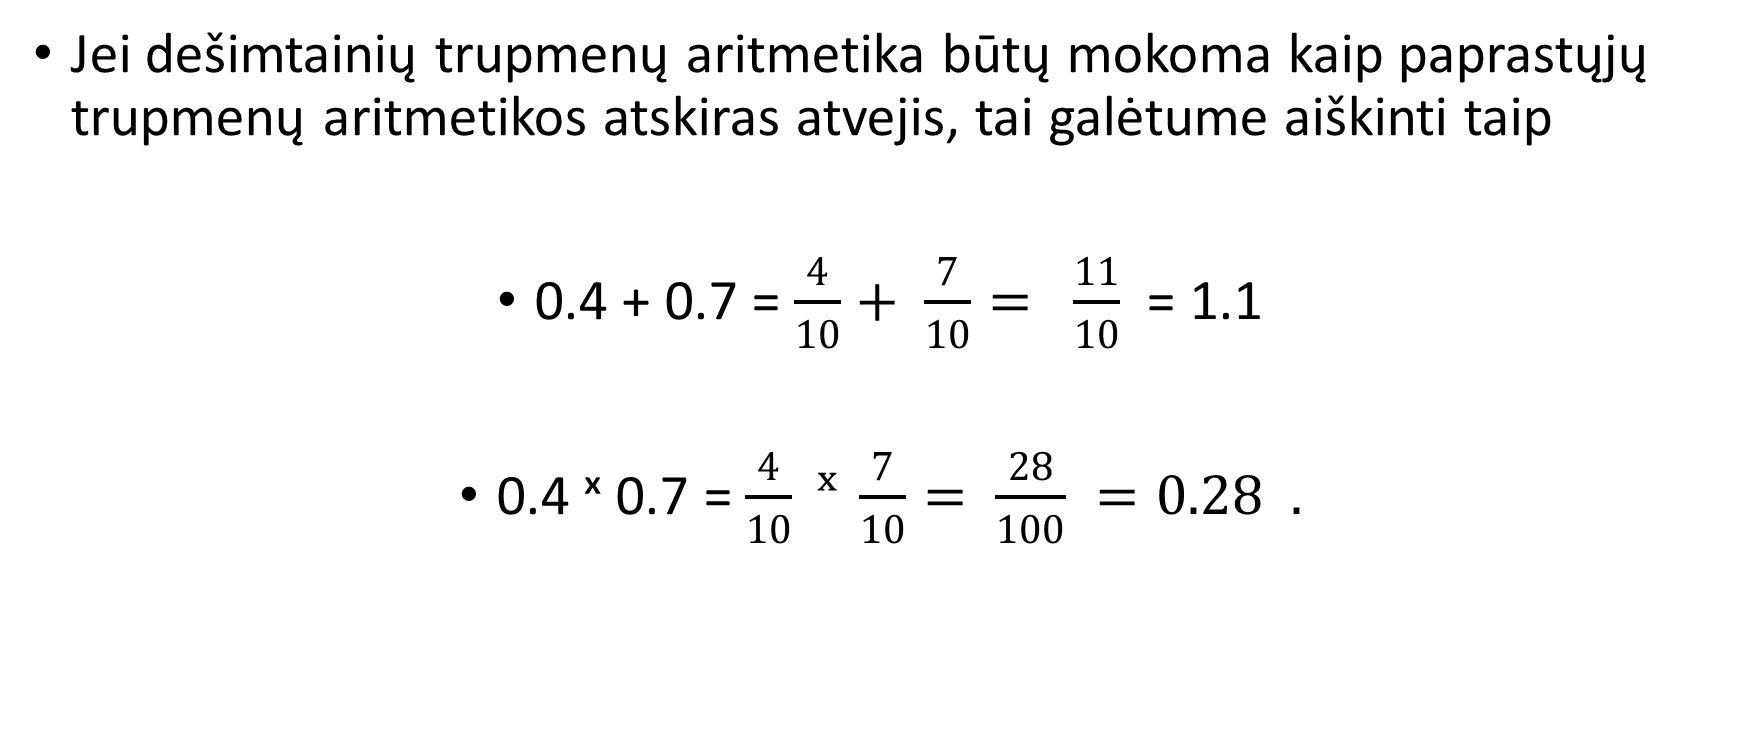 • Jei dešimtainių trupmenų aritmetika būtų mokoma kaip paprastųjų
trupmenų aritmetikos atskiras atvejis, tai galėtume aiškinti taip
• 0.4 + 0.7 = 4/10 + 7/10 = 11/10 = 1.1
• 0.4 x 0.7 = 4/10 x 7/10 = 28/100 = 0.28 .